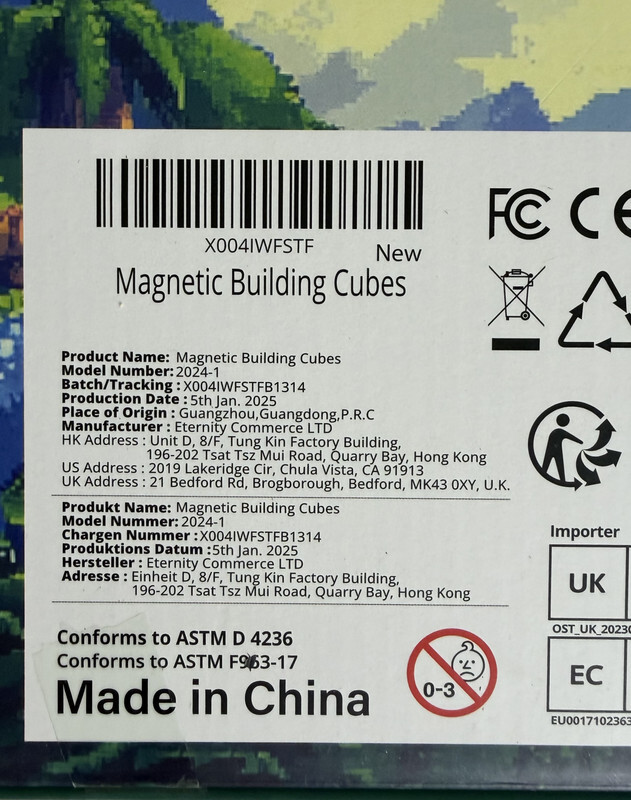 X004IWFSTF
New
Magnetic Building Cubes
Product Name: Magnetic Building Cubes
Model Number: 2024-1
Batch/Tracking : X004IWFSTFB1314
Production Date : 5th Jan. 2025
Place of Origin : Guangzhou,Guangdong,P.R.C
Manufacturer : Eternity Commerce LTD
HK Address : Unit D, 8/F, Tung Kin Factory Building,
196-202 Tsat Tsz Mui Road, Quarry Bay, Hong Kong
US Address : 2019 Lakeridge Cir, Chula Vista, CA 91913
UK Address : 21 Bedford Rd, Brogborough, Bedford, MK43 0XY, U.K.
Produkt Name: Magnetic Building Cubes
Model Nummer: 2024-1
Chargen Nummer : X004IWFSTFB1314
Produktions Datum : 5th Jan. 2025
Hersteller : Eternity Commerce LTD
Adresse : Einheit D, 8/F, Tung Kin Factory Building,
196-202 Tsat Tsz Mui Road, Quarry Bay, Hong Kong
Conforms to ASTM D 4236
Conforms to ASTM F963-17
Made in China
0-3
FC CE
Importer
UK
OST_UK_2023
EC
EU0017102363